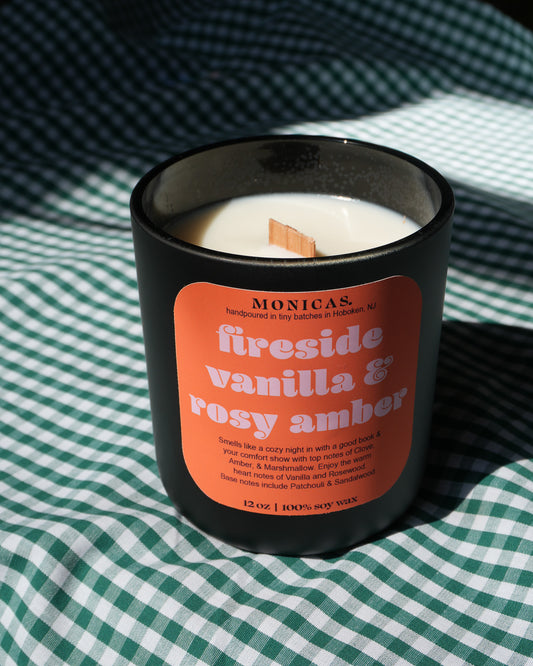 MONICAS.
handpoured in tiny batches in Hoboken, NJ
fireside
vanilla &
rosy amber
Smells like a cozy night in with a good book &
your comfort show with top notes of Clove,
Amber, & Marshmallow. Enjoy the warm
heart notes of Vanilla and Rosewood.
Base notes include Patchouli & Sandalwood
12 oz | 100% soy wax